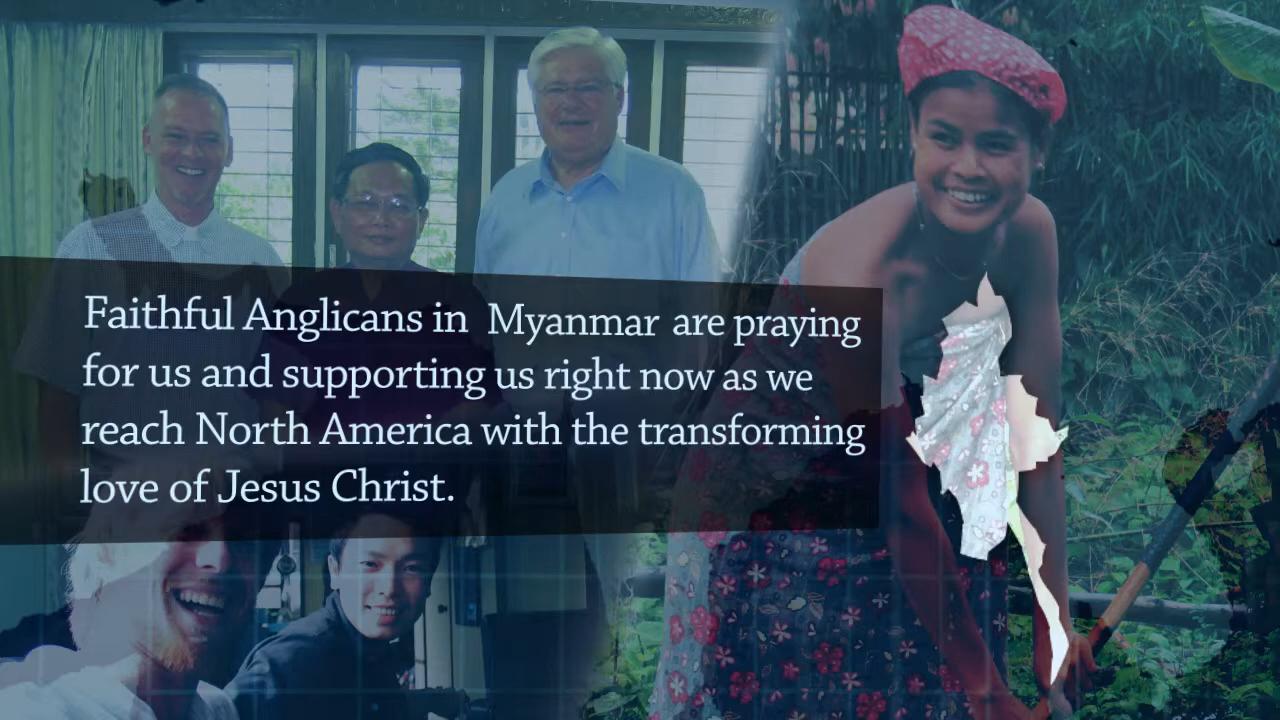 Faithful Anglicans in Myanmar are praying
for us and supporting us right now as we
reach North America with the transforming
love of Jesus Christ.